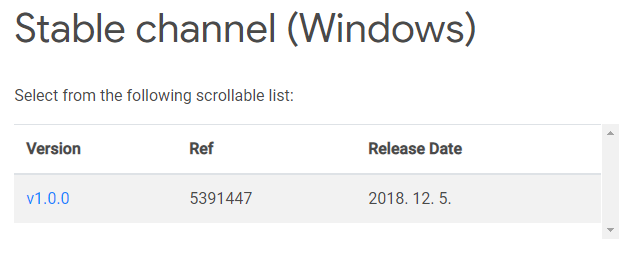 Stable channel (Windows)
Select from the following scrollable list:
Version Ref Release Date
v1.0.0 5391447 2018. 12. 5.